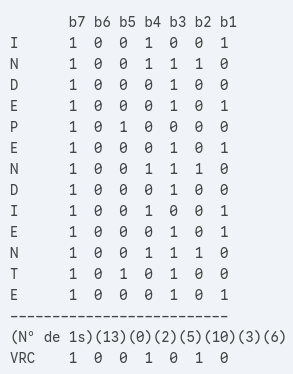 b7 b6 b5 b4 b3 b2 b1
I 1 0 0 1 0 0 1
N 1 0 0 1 1 1 0
D 1 0 0 0 1 0 0
E 1 0 0 0 1 0 1
P 1 0 1 0 0 0 0
E 1 0 0 0 1 0 1
N 1 0 0 1 1 1 0
D 1 0 0 0 1 0 0
I 1 0 0 1 0 0 1
E 1 0 0 0 1 0 1
N 1 0 0 1 1 1 0
T 1 0 1 0 1 0 0
E 1 0 0 0 1 0 1
--------------------------
(Nº de 1s)(13)(0)(2)(5)(10)(3)(6)
VRC 1 0 0 1 0 1 0